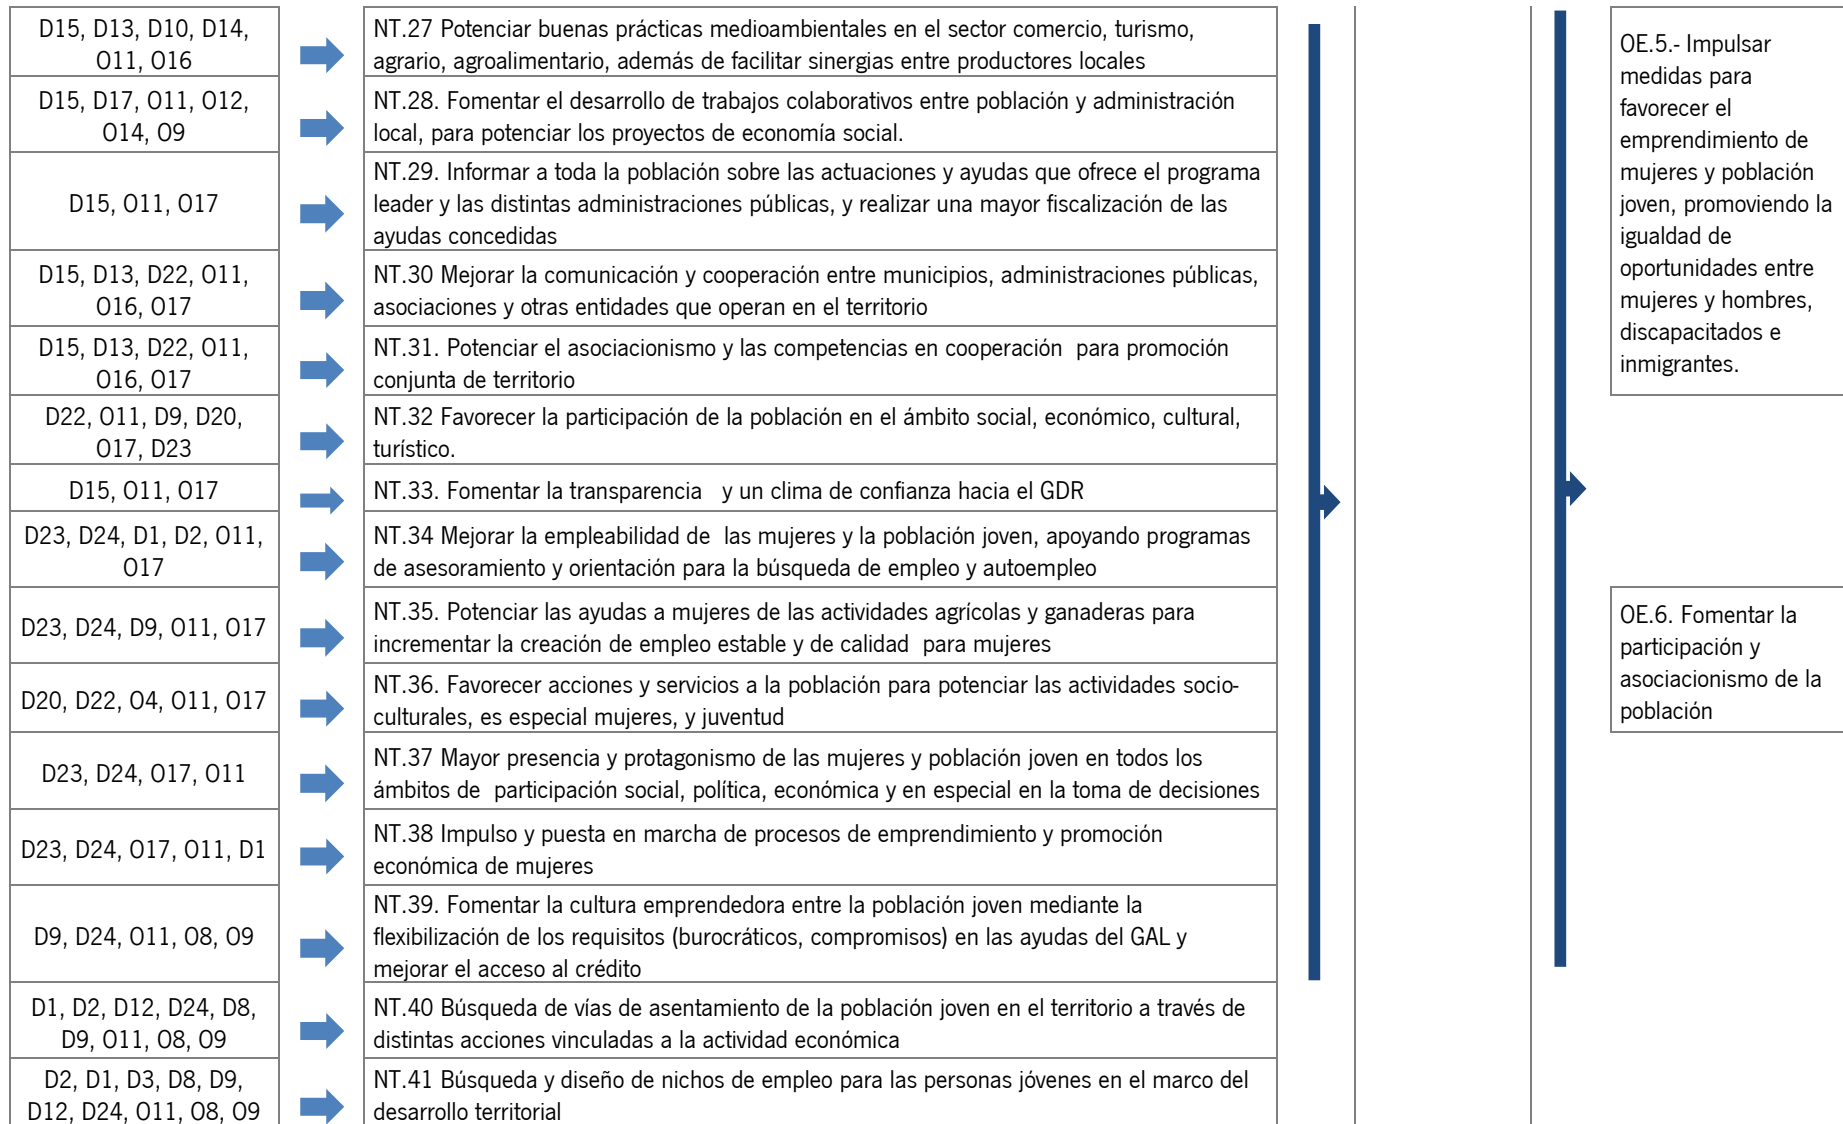 D15, D13, D10, D14,
O11, O16
NT.27 Potenciar buenas prácticas medioambientales en el sector comercio, turismo,
agrario, agroalimentario, además de facilitar sinergias entre productores locales
D15, D17, O11, O12,
O14, O9
NT.28. Fomentar el desarrollo de trabajos colaborativos entre población y administración
local, para potenciar los proyectos de economía social.
D15, O11, O17
NT.29. Informar a toda la población sobre las actuaciones y ayudas que ofrece el programa
leader y las distintas administraciones públicas, y realizar una mayor fiscalización de las
ayudas concedidas
D15, D13, D22, O11,
O16, O17
NT.30 Mejorar la comunicación y cooperación entre municipios, administraciones públicas,
asociaciones y otras entidades que operan en el territorio
D15, D13, D22, O11,
O16, O17
NT.31. Potenciar el asociacionismo y las competencias en cooperación  para promoción
conjunta de territorio
D22, O11, D9, D20,
O17, D23
NT.32 Favorecer la participación de la población en el ámbito social, económico, cultural,
turístico.
D15, O11, O17
NT.33. Fomentar la transparencia   y un clima de confianza hacia el GDR
D23, D24, D1, D2, O11,
O17
NT.34 Mejorar la empleabilidad de  las mujeres y la población joven, apoyando programas
de asesoramiento y orientación para la búsqueda de empleo y autoempleo
D23, D24, D9, O11, O17
NT.35. Potenciar las ayudas a mujeres de las actividades agrícolas y ganaderas para
incrementar la creación de empleo estable y de calidad  para mujeres
D20, D22, O4, O11, O17
NT.36. Favorecer acciones y servicios a la población para potenciar las actividades socio-
culturales, es especial mujeres, y juventud
D23, D24, O17, O11
NT.37 Mayor presencia y protagonismo de las mujeres y población joven en todos los
ámbitos de  participación social, política, económica y en especial en la toma de decisiones
D23, D24, O17, O11, D1
NT.38 Impulso y puesta en marcha de procesos de emprendimiento y promoción
económica de mujeres
D9, D24, O11, O8, O9
NT.39. Fomentar la cultura emprendedora entre la población joven mediante la
flexibilización de los requisitos (burocráticos, compromisos) en las ayudas del GAL y
mejorar el acceso al crédito
D1, D2, D12, D24, D8,
D9, O11, O8, O9
NT.40 Búsqueda de vías de asentamiento de la población joven en el territorio a través de
distintas acciones vinculadas a la actividad económica
D2, D1, D3, D8, D9,
D12, D24, O11, O8, O9
NT.41 Búsqueda y diseño de nichos de empleo para las personas jóvenes en el marco del
desarrollo territorial
OE.5.- Impulsar
medidas para
favorecer el
emprendimiento de
mujeres y población
joven, promoviendo la
igualdad de
oportunidades entre
mujeres y hombres,
discapacitados e
inmigrantes.
OE.6. Fomentar la
participación y
asociacionismo de la
población